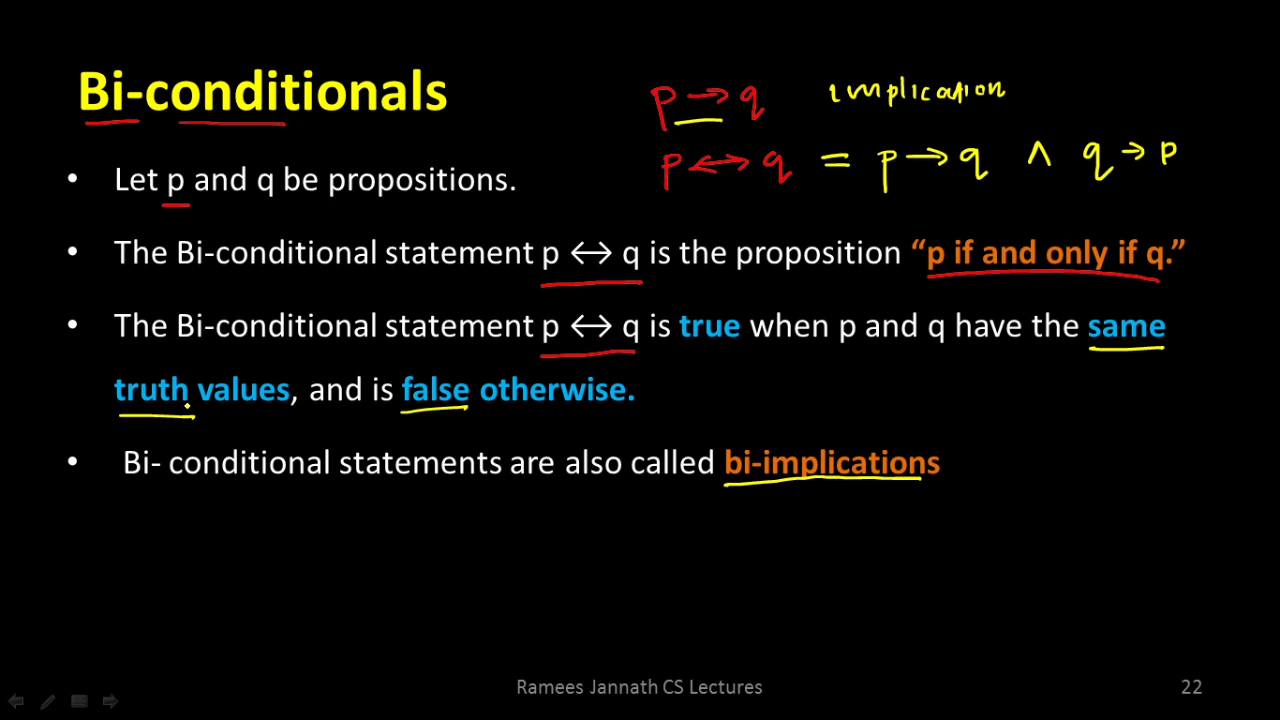 Bi-conditionals
p → q implication
p ↔ q = p → q ∧ q → p
• Let p and q be propositions.
• The Bi-conditional statement p ↔ q is the proposition “p if and only if q.”
• The Bi-conditional statement p ↔ q is true when p and q have the same
truth values, and is false otherwise.
• Bi- conditional statements are also called bi-implications
Ramees Jannath CS Lectures
22